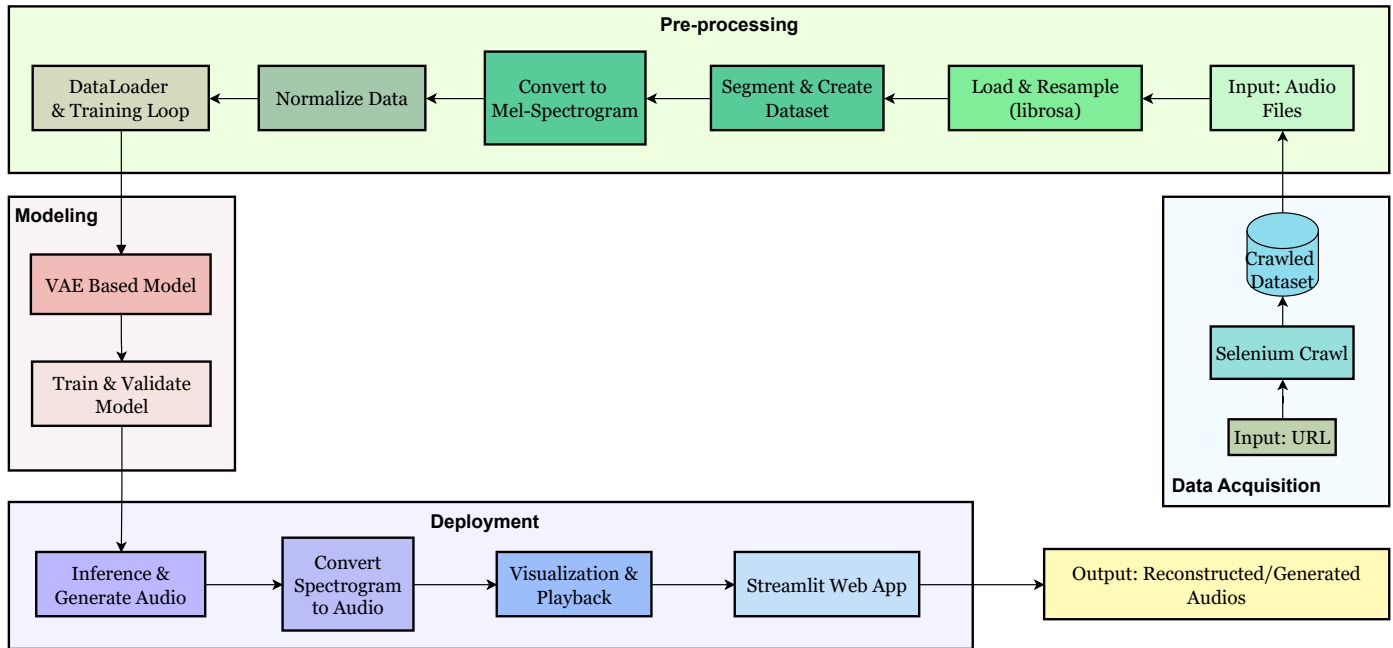 Pre-processing
DataLoader
& Training Loop
Normalize Data
Convert to
Mel-Spectrogram
Segment & Create
Dataset
Load & Resample
(librosa)
Input: Audio
Files
Modeling
VAE Based Model
Train & Validate
Model
Crawled
Dataset
Selenium Crawl
Input: URL
Data Acquisition
Deployment
Inference &
Generate Audio
Convert
Spectrogram
to Audio
Visualization &
Playback
Streamlit Web App
Output: Reconstructed/Generated
Audios